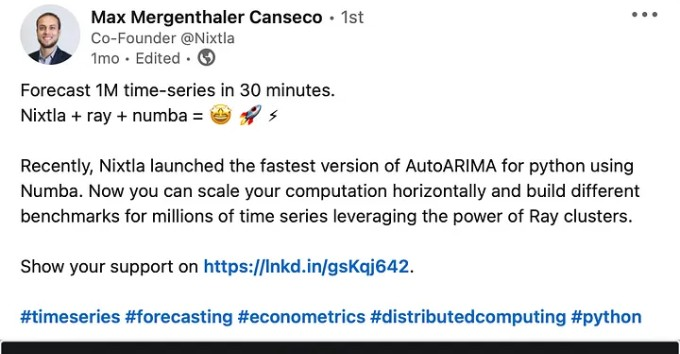 Max Mergenthaler Canseco • 1st
Co-Founder @Nixtla
1mo • Edited •
Forecast 1M time-series in 30 minutes.
Nixtla + ray + numba = 🤩 🚀 ⚡
Recently, Nixtla launched the fastest version of AutoARIMA for python using
Numba. Now you can scale your computation horizontally and build different
benchmarks for millions of time series leveraging the power of Ray clusters.
Show your support on https://lnkd.in/gsKqj642.
#timeseries #forecasting #econometrics #distributedcomputing #python